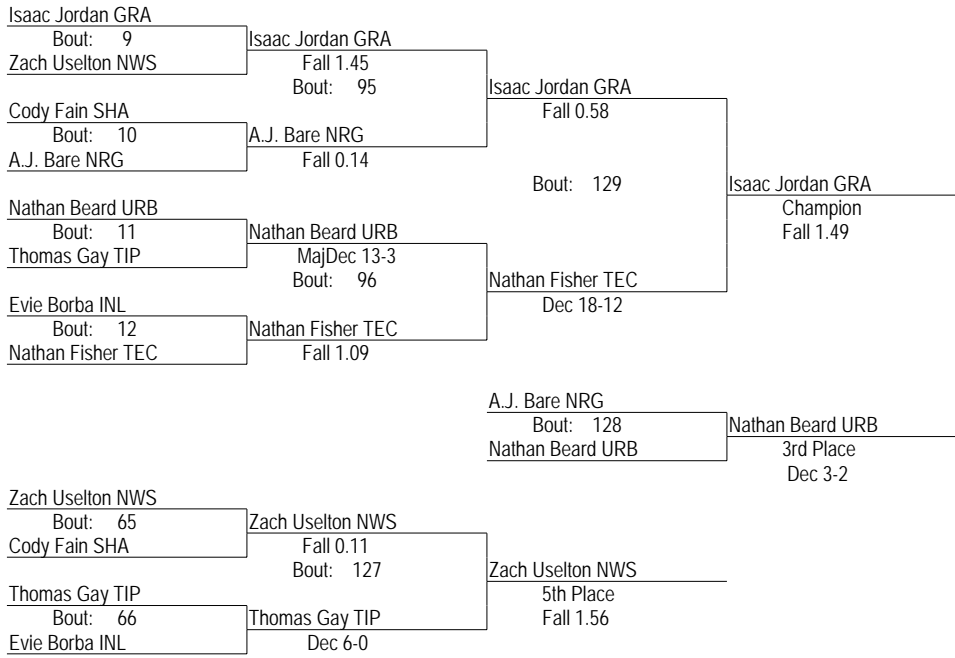 Isaac Jordan GRA
Bout: 9
Isaac Jordan GRA
Zach Uselton NWS
Fall 1.45
Bout: 95
Isaac Jordan GRA
Cody Fain SHA
Fall 0.58
Bout: 10
A.J. Bare NRG
A.J. Bare NRG
Fall 0.14
Bout: 129
Isaac Jordan GRA
Nathan Beard URB
Champion
Bout: 11
Nathan Beard URB
Fall 1.49
Thomas Gay TIP
MajDec 13-3
Bout: 96
Nathan Fisher TEC
Evie Borba INL
Dec 18-12
Bout: 12
Nathan Fisher TEC
Nathan Fisher TEC
Fall 1.09
A.J. Bare NRG
Bout: 128
Nathan Beard URB
Nathan Beard URB
3rd Place
Dec 3-2
Zach Uselton NWS
Bout: 65
Zach Uselton NWS
Cody Fain SHA
Fall 0.11
Bout: 127
Zach Uselton NWS
Thomas Gay TIP
5th Place
Bout: 66
Thomas Gay TIP
Fall 1.56
Evie Borba INL
Dec 6-0